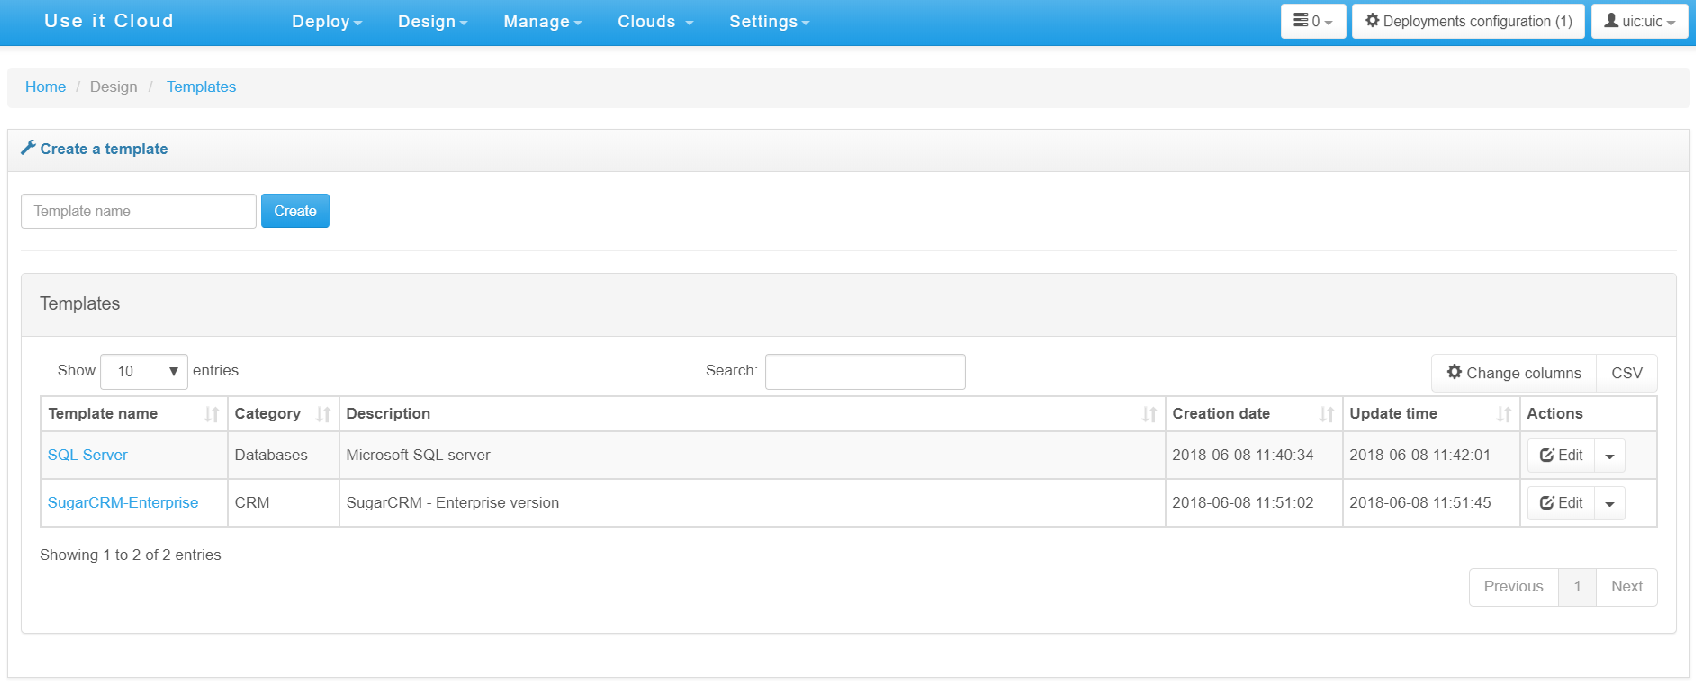 Use it Cloud Deploy Design Manage Clouds Settings 0 Deployments configuration (1) uic:uic
Home / Design / Templates
Create a template
Template name Create
Templates
Show 10 entries Search: Change columns CSV
Template name Category Description Creation date Update time Actions
SQL Server Databases Microsoft SQL server 2018-06-08 11:40:34 2018-06-08 11:42:01 Edit
SugarCRM-Enterprise CRM SugarCRM - Enterprise version 2018-06-08 11:51:02 2018-06-08 11:51:45 Edit
Showing 1 to 2 of 2 entries
Previous 1 Next